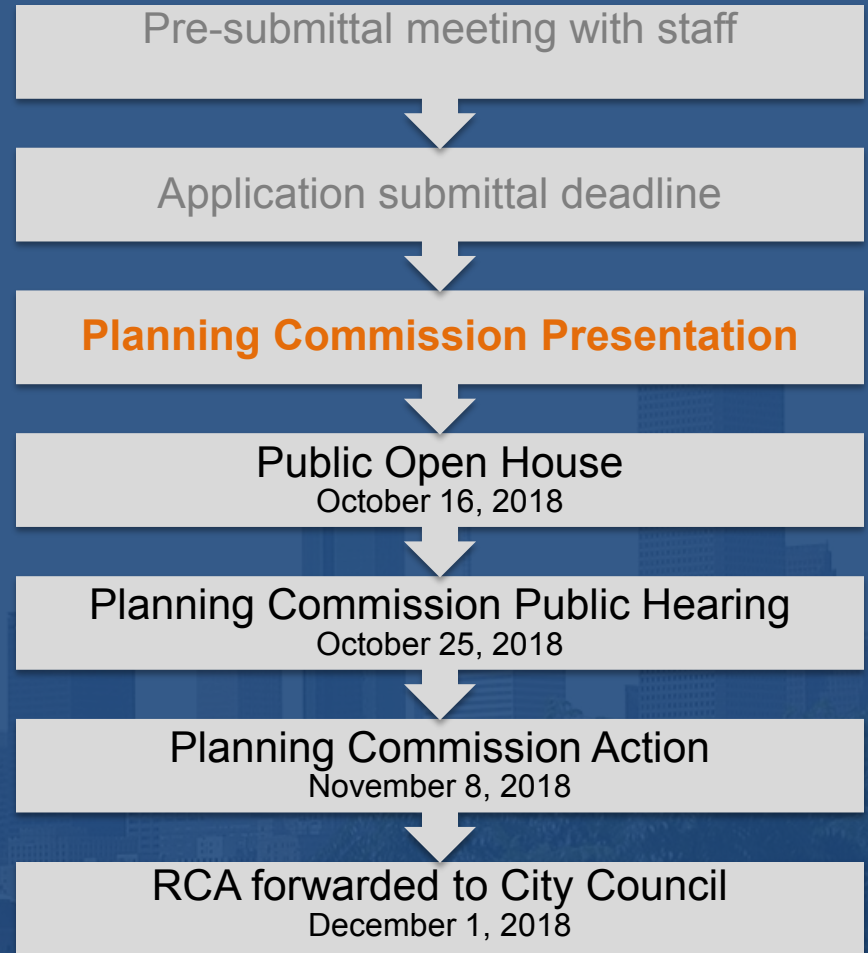 Pre-submittal meeting with staff
Application submittal deadline
Planning Commission Presentation
Public Open House
October 16, 2018
Planning Commission Public Hearing
October 25, 2018
Planning Commission Action
November 8, 2018
RCA forwarded to City Council
December 1, 2018